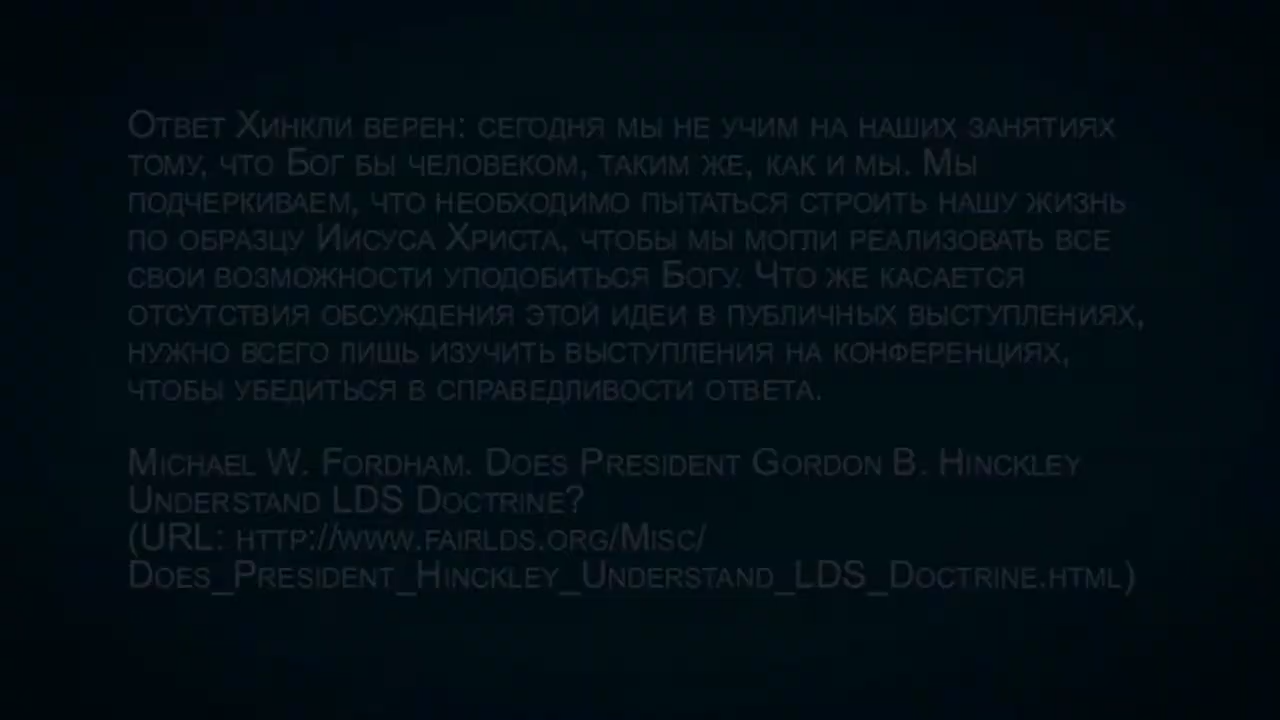 Ответ Хинкли верен: сегодня мы не учим на наших занятиях
тому, что Бог бы человеком, таким же, как и мы. Мы
подчеркиваем, что необходимо пытаться строить нашу жизнь
по образцу Иисуса Христа, чтобы мы могли реализовать все
свои возможности уподобиться Богу. Что же касается
отсутствия обсуждения этой идеи в публичных выступлениях,
нужно всего лишь изучить выступления на конференциях,
чтобы убедиться в справедливости ответа.
Michael W. Fordham. Does President Gordon B. Hinckley
Understand LDS Doctrine?
(URL: http://www.fairlds.org/Misc/
Does_President_Hinckley_Understand_LDS_Doctrine.html)